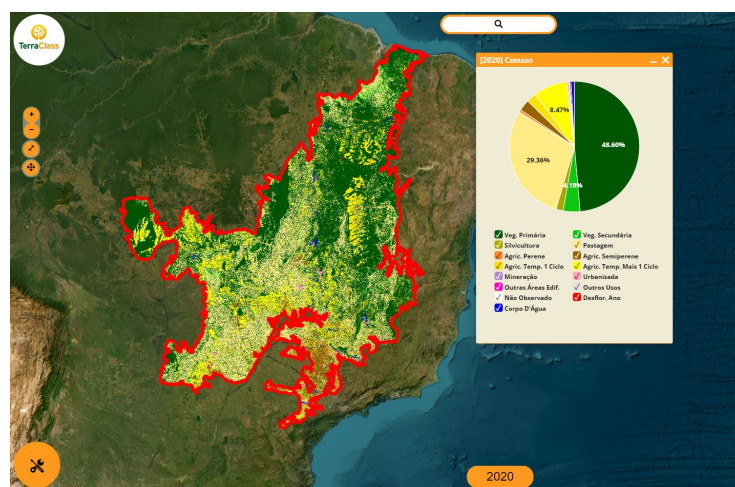 TerraClass
[2020] Cerrado
8.47%
48.60%
29.36%
4.18%
Veg. Primária
Veg. Secundária
Silvicultura
Pastagem
Agric. Perene
Agric. Semiperene
Agric. Temp. 1 Ciclo
Agric. Temp. Mais 1 Ciclo
Mineração
Urbanizada
Outras Áreas Edif.
Outros Usos
Não Observado
Desflor. Ano
Corpo D'Água
2020